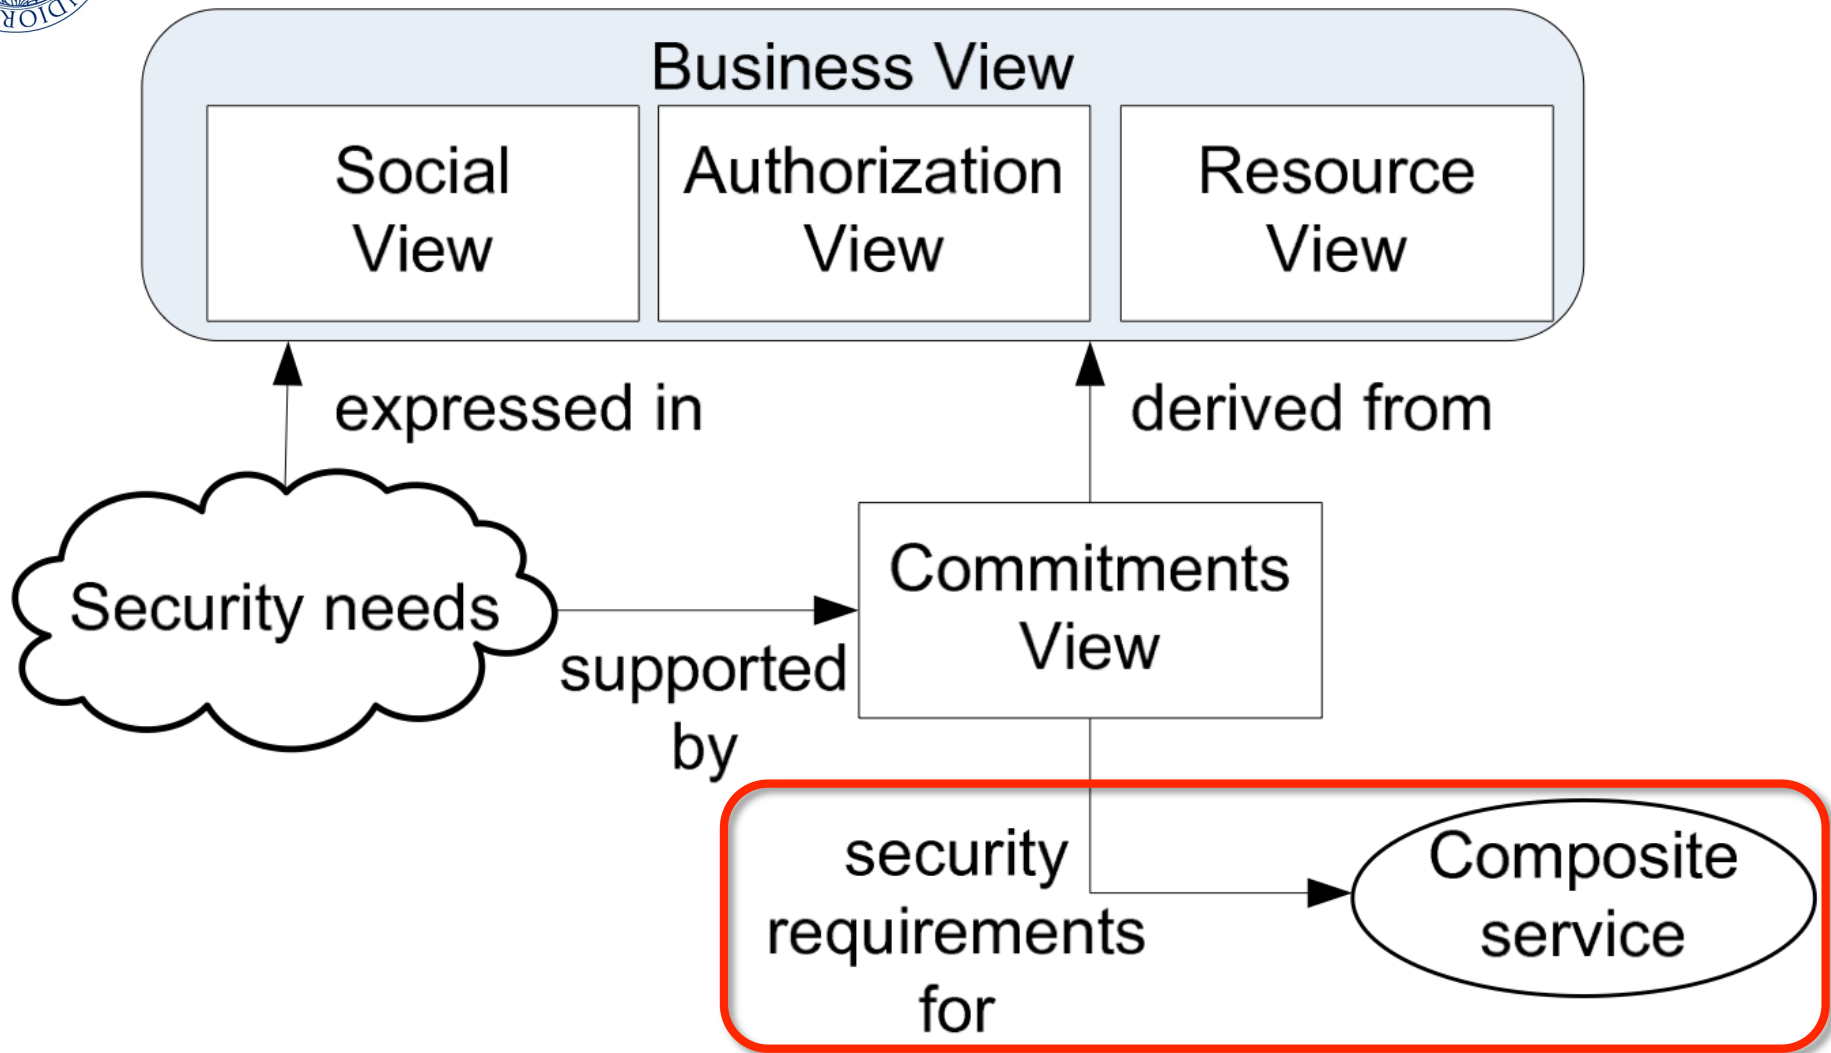 Business View
Social
View
Authorization
View
Resource
View
expressed in
derived from
Security needs
supported
by
Commitments
View
security
requirements
for
Composite
service